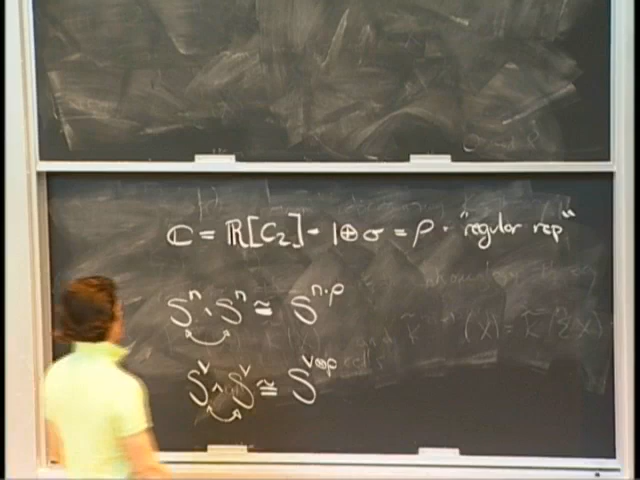 ℂ = ℝ[C₂] = 1⊕σ = ρ · "regular rep"
Sⁿ ∧ Sⁿ ≅ S^{n·ρ}
S^V ∧ S^V ≅ S^{V⊗ρ}